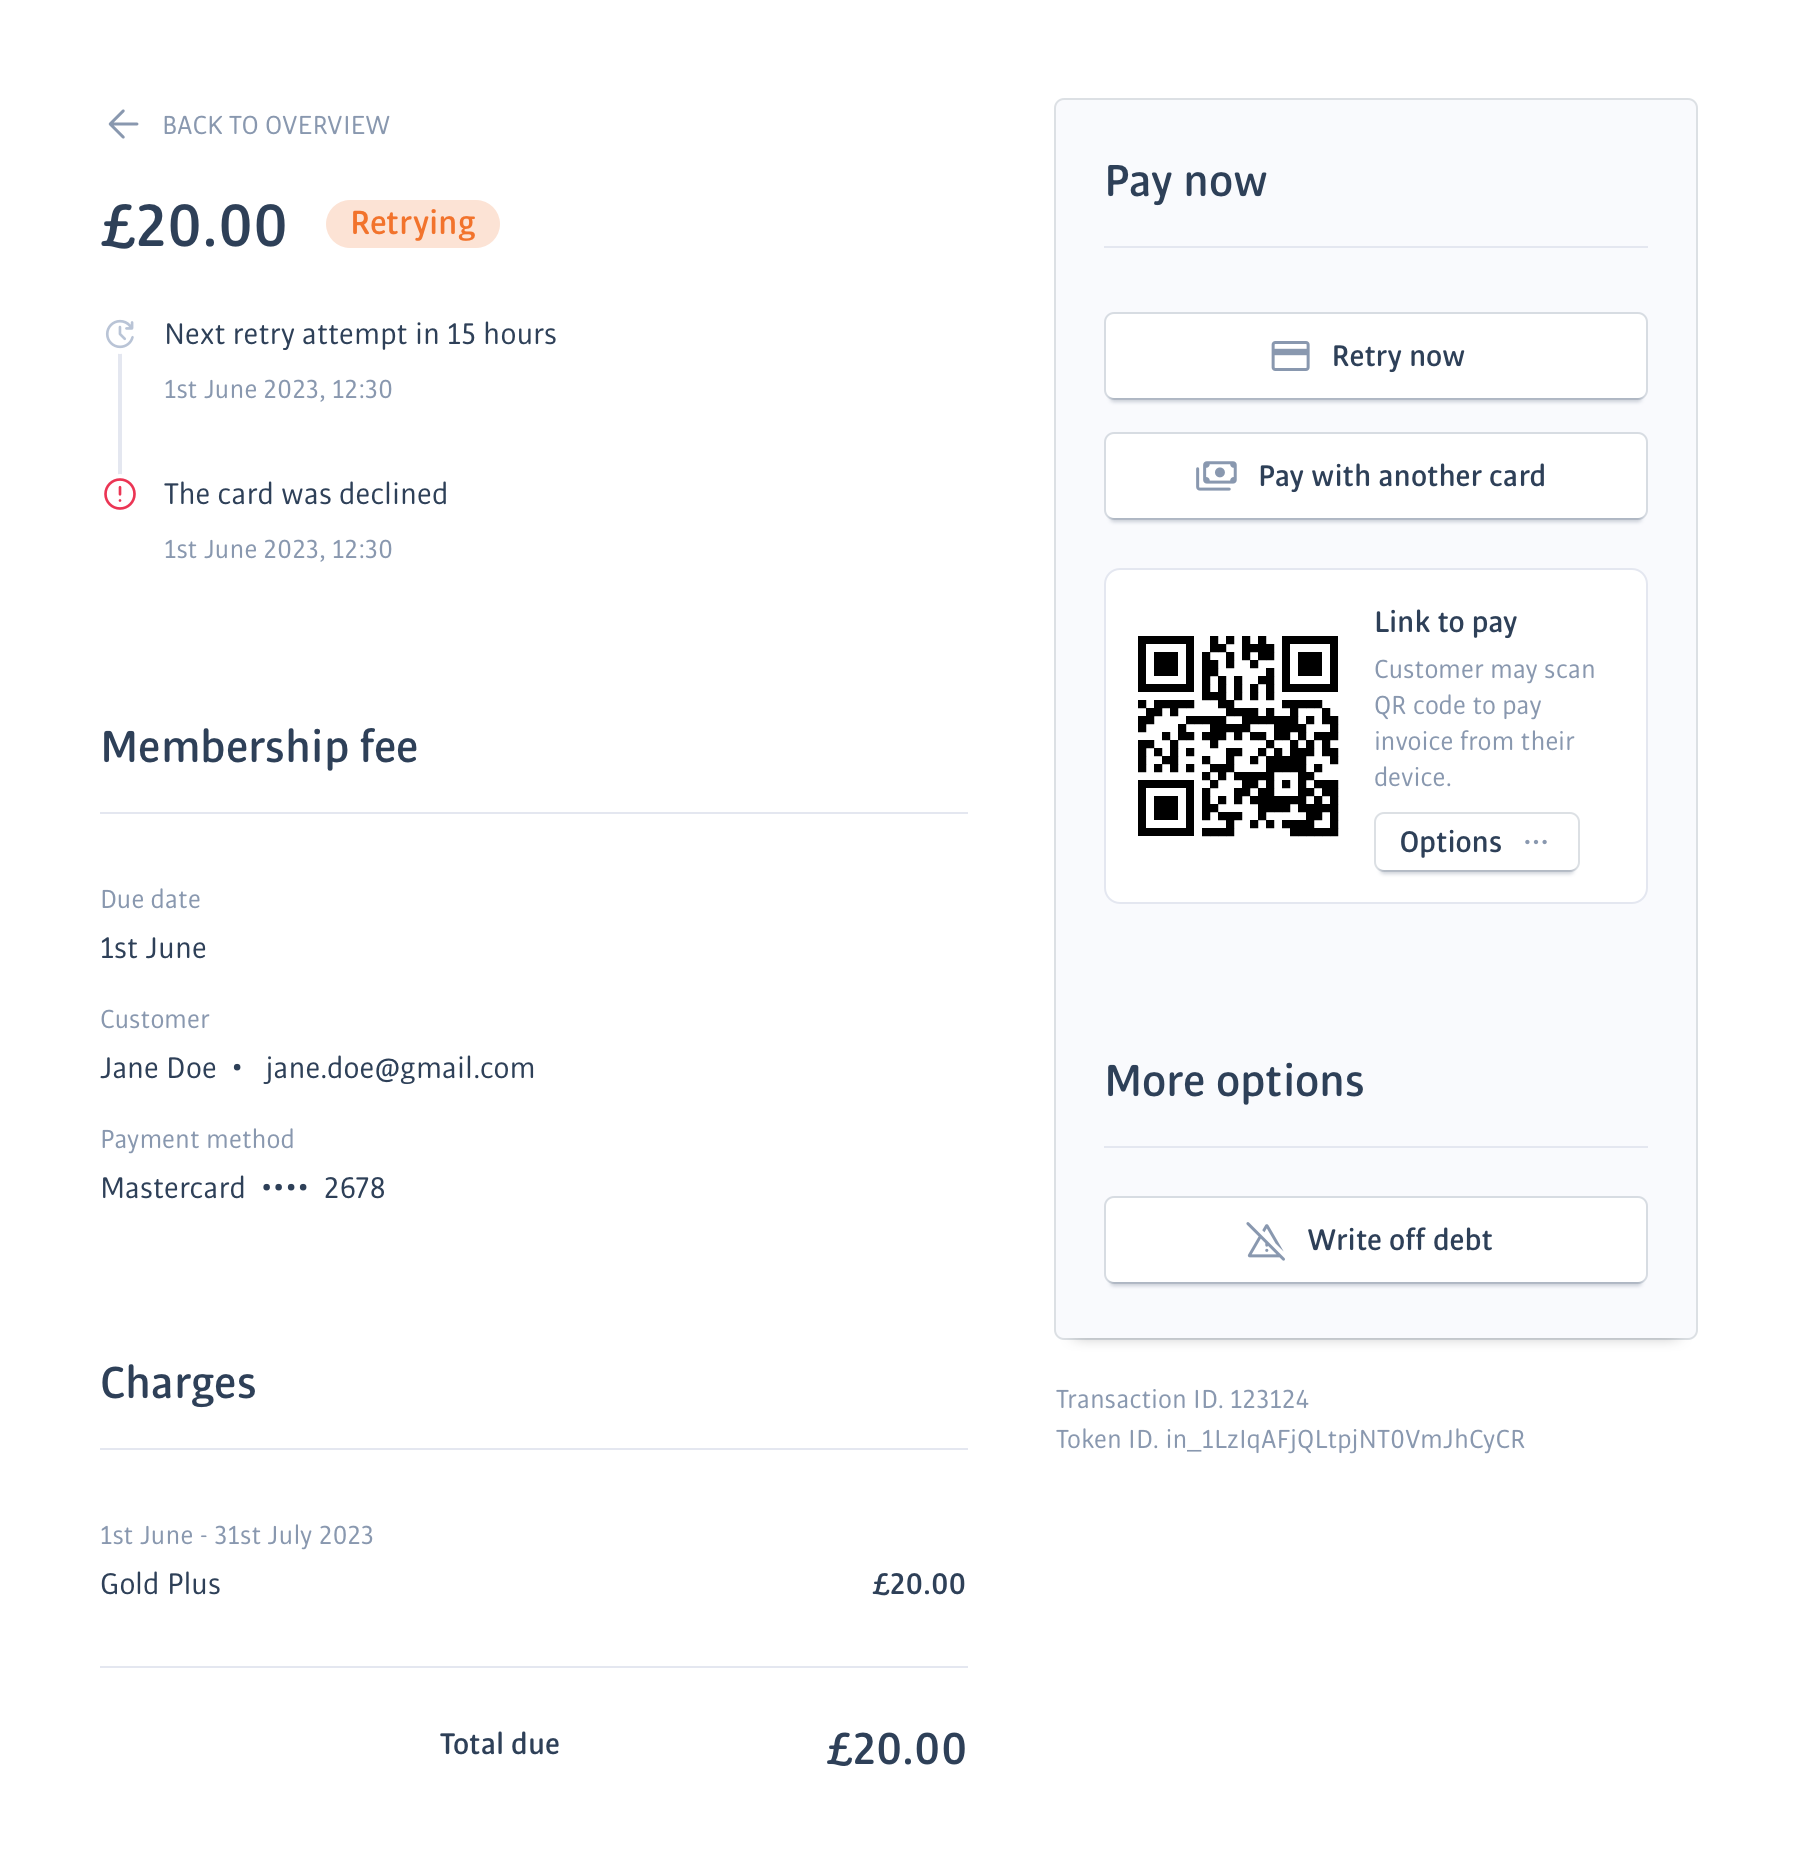 BACK TO OVERVIEW
£20.00 Retrying
Next retry attempt in 15 hours
1st June 2023, 12:30
The card was declined
1st June 2023, 12:30
Membership fee
Due date
1st June
Customer
Jane Doe • jane.doe@gmail.com
Payment method
Mastercard •••• 2678
Charges
1st June - 31st July 2023
Gold Plus £20.00
Total due £20.00
Pay now
Retry now
Pay with another card
Link to pay
Customer may scan
QR code to pay
invoice from their
device.
Options ···
More options
Write off debt
Transaction ID. 123124
Token ID. in_1LzIqAFjQLtpjNT0VmJhCyCR